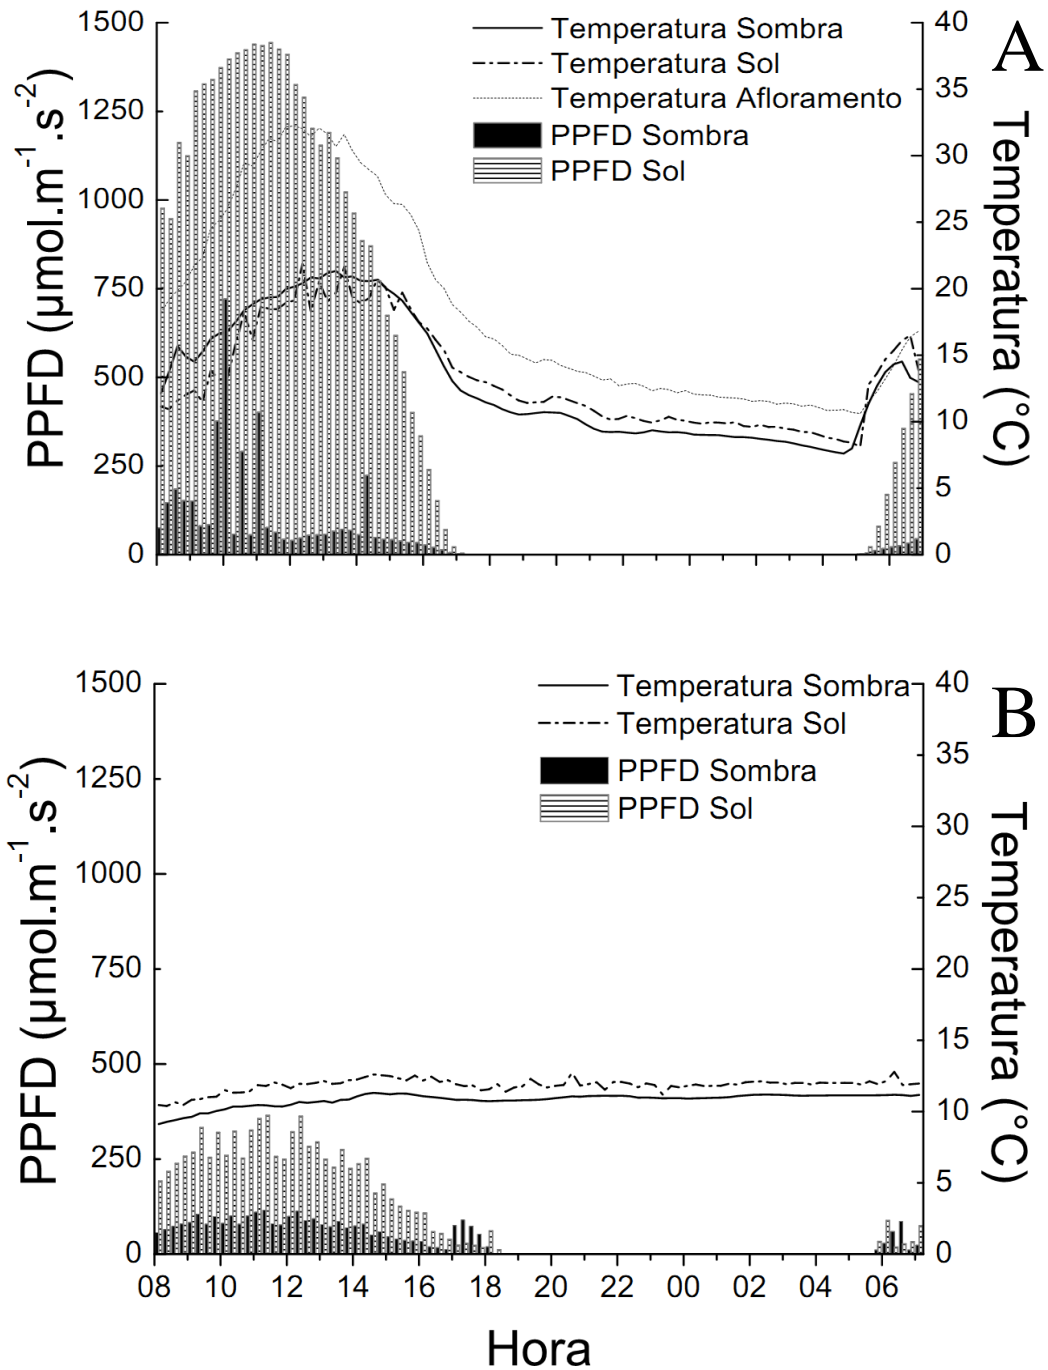 A
Temperatura Sombra
Temperatura Sol
Temperatura Afloramento
PPFD Sombra
PPFD Sol
PPFD (µmol.m⁻¹.s⁻²)
1500
1250
1000
750
500
250
0
Temperatura (°C)
40
35
30
25
20
15
10
5
0
B
Temperatura Sombra
Temperatura Sol
PPFD Sombra
PPFD Sol
PPFD (µmol.m⁻¹.s⁻²)
1500
1250
1000
750
500
250
0
Temperatura (°C)
40
35
30
25
20
15
10
5
0
08 10 12 14 16 18 20 22 00 02 04 06
Hora